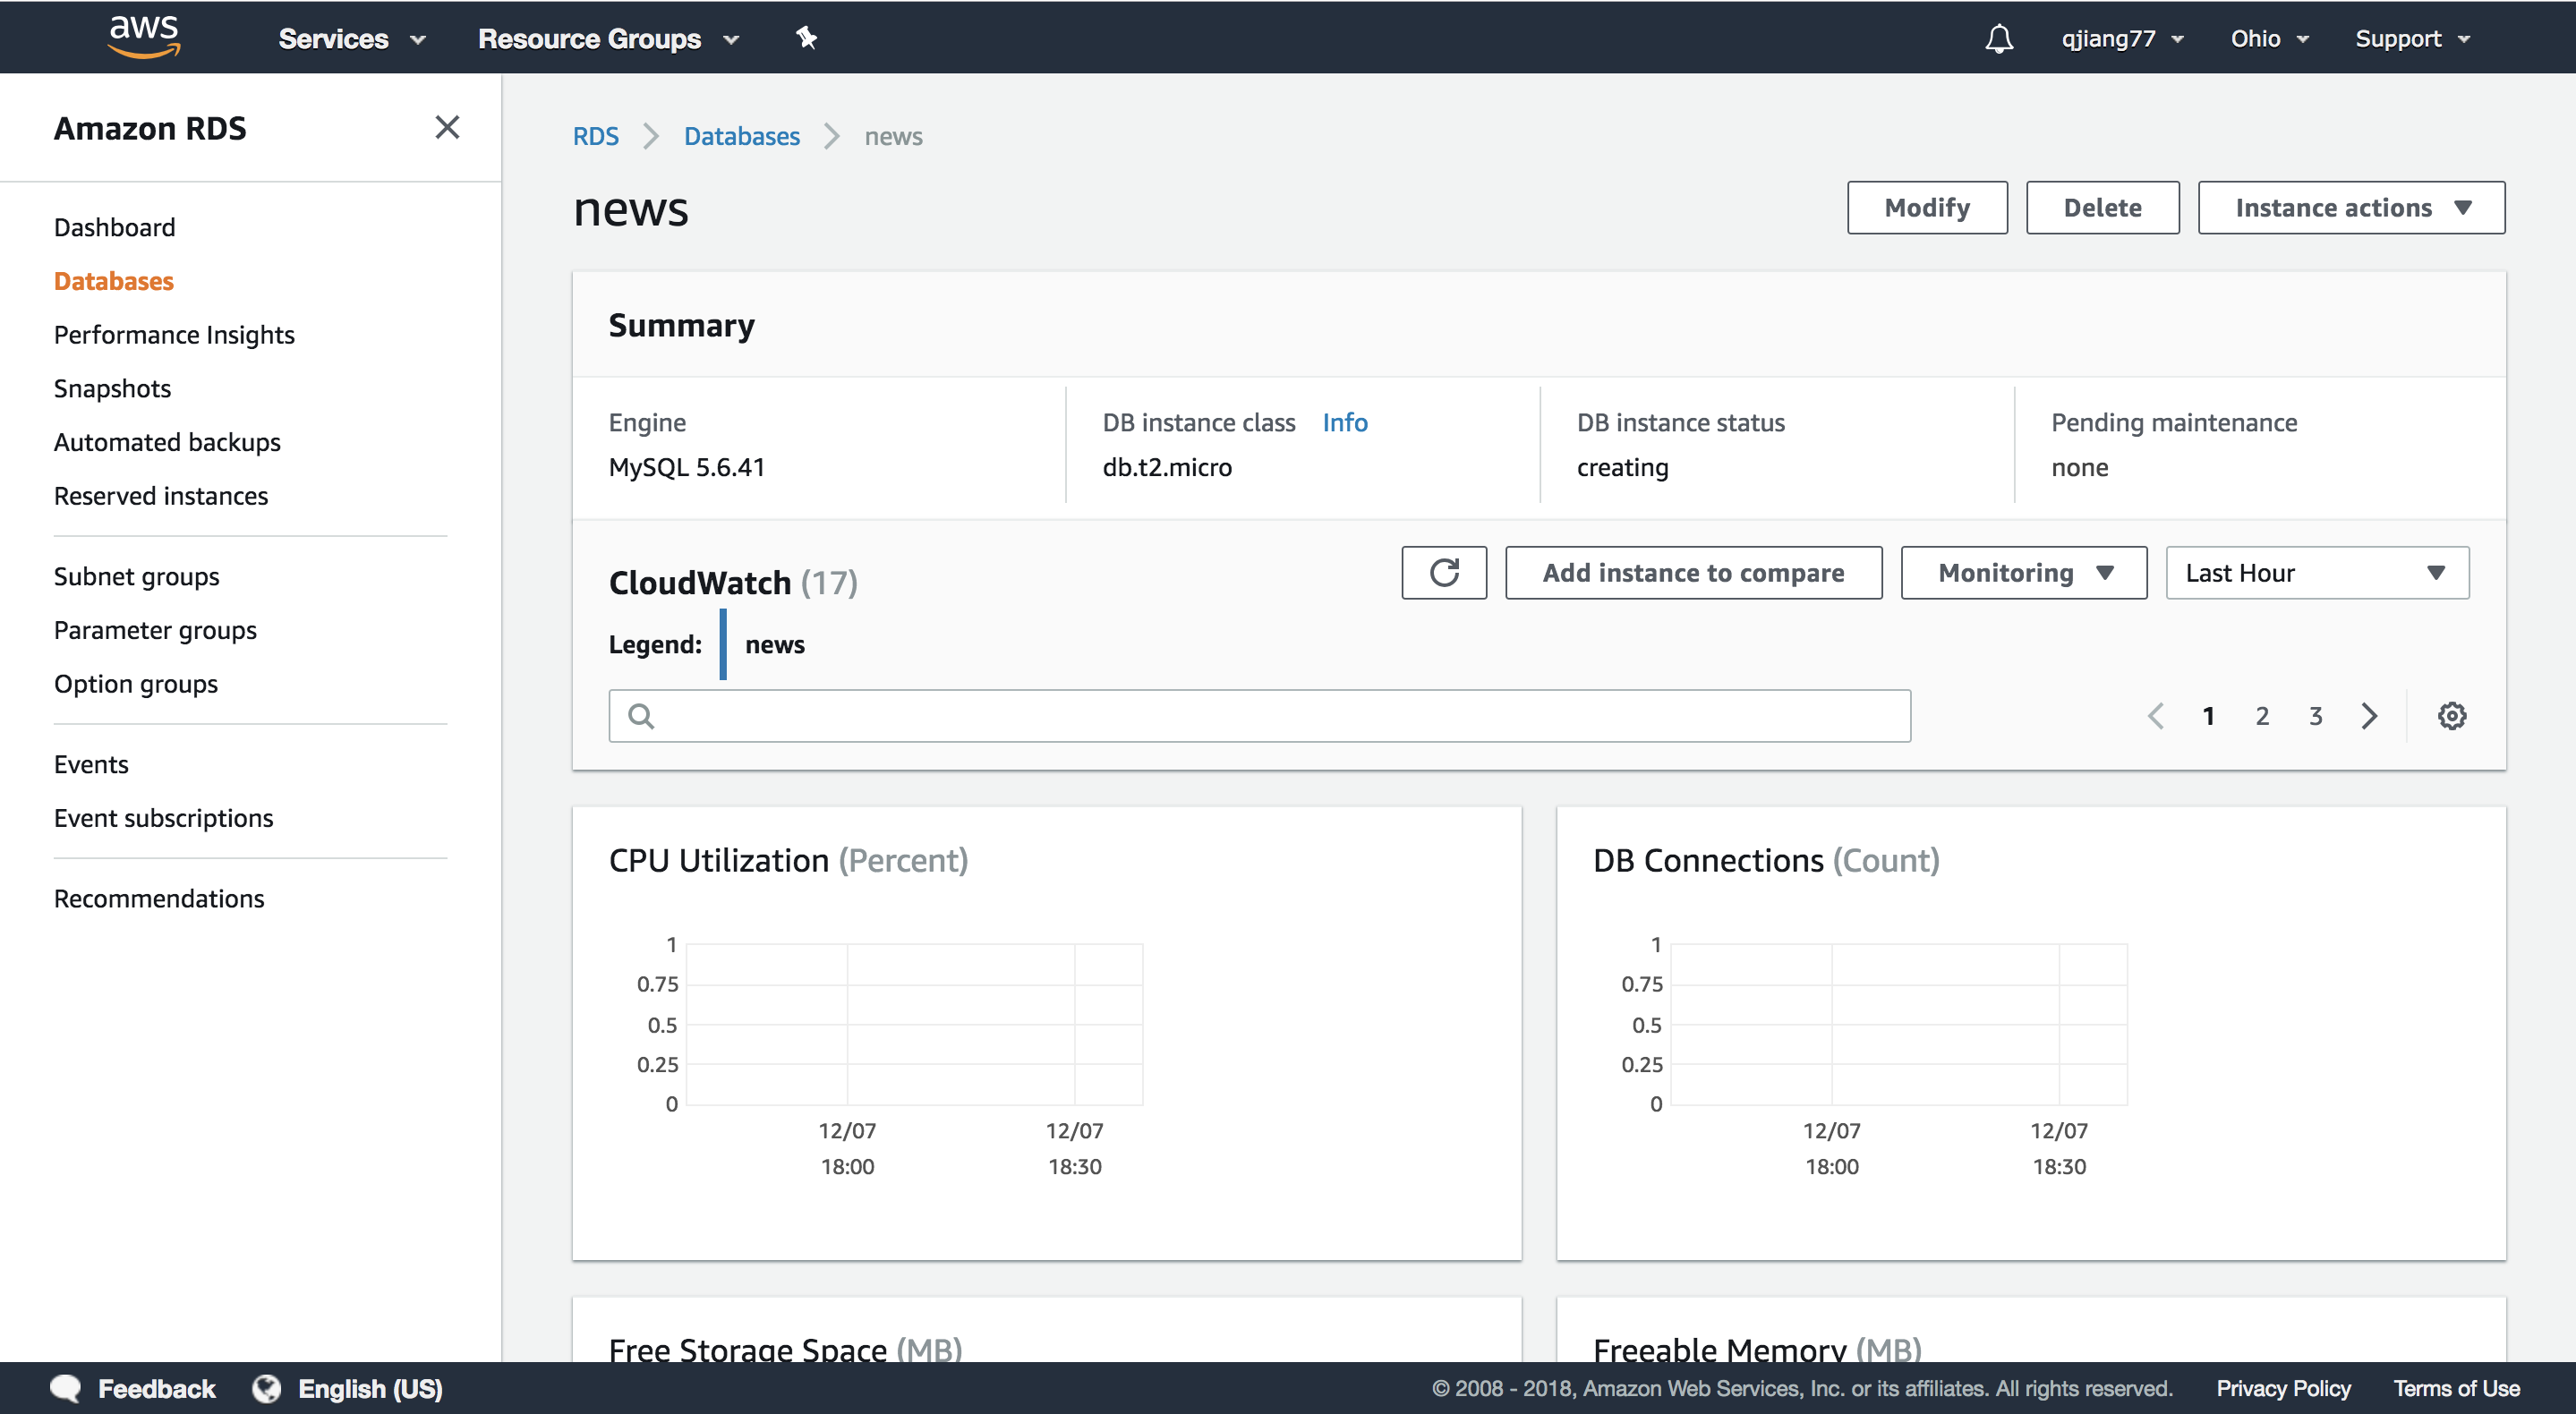 aws
Services
Resource Groups
qjiang77
Ohio
Support
Amazon RDS
Dashboard
Databases
Performance Insights
Snapshots
Automated backups
Reserved instances
Subnet groups
Parameter groups
Option groups
Events
Event subscriptions
Recommendations
RDS
Databases
news
news
Modify
Delete
Instance actions
Summary
Engine
MySQL 5.6.41
DB instance class Info
db.t2.micro
DB instance status
creating
Pending maintenance
none
CloudWatch (17)
Add instance to compare
Monitoring
Last Hour
Legend: news
1 2 3
CPU Utilization (Percent)
1
0.75
0.5
0.25
0
12/07 12/07
18:00 18:30
DB Connections (Count)
1
0.75
0.5
0.25
0
12/07 12/07
18:00 18:30
Free Storage Space (MB)
Freeable Memory (MB)
Feedback
English (US)
© 2008 - 2018, Amazon Web Services, Inc. or its affiliates. All rights reserved.
Privacy Policy
Terms of Use